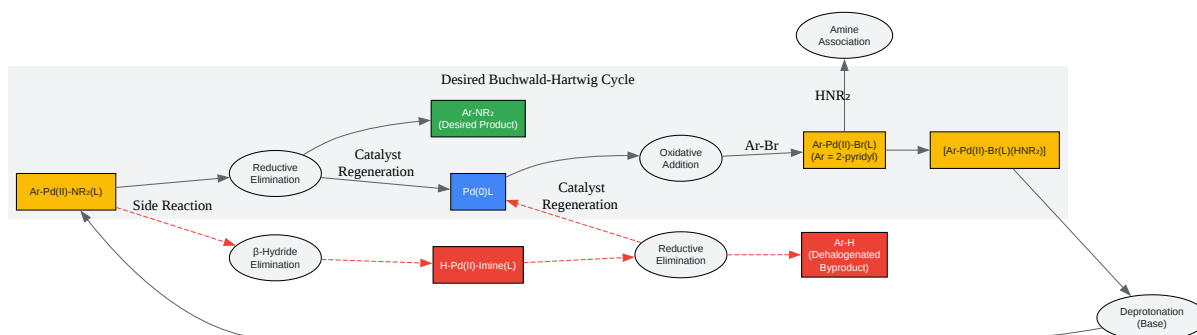 Amine
Association
Desired Buchwald-Hartwig Cycle
HNR₂
Ar-NR₂
(Desired Product)
Ar-Br
Ar-Pd(II)-Br(L)
(Ar = 2-pyridyl)
[Ar-Pd(II)-Br(L)(HNR₂)]
Oxidative
Addition
Catalyst
Regeneration
Reductive
Elimination
Ar-Pd(II)-NR₂(L)
Pd(0)L
Catalyst
Regeneration
Side Reaction
β-Hydride
Elimination
H-Pd(II)-Imine(L)
Reductive
Elimination
Ar-H
(Dehalogenated
Byproduct)
Deprotonation
(Base)